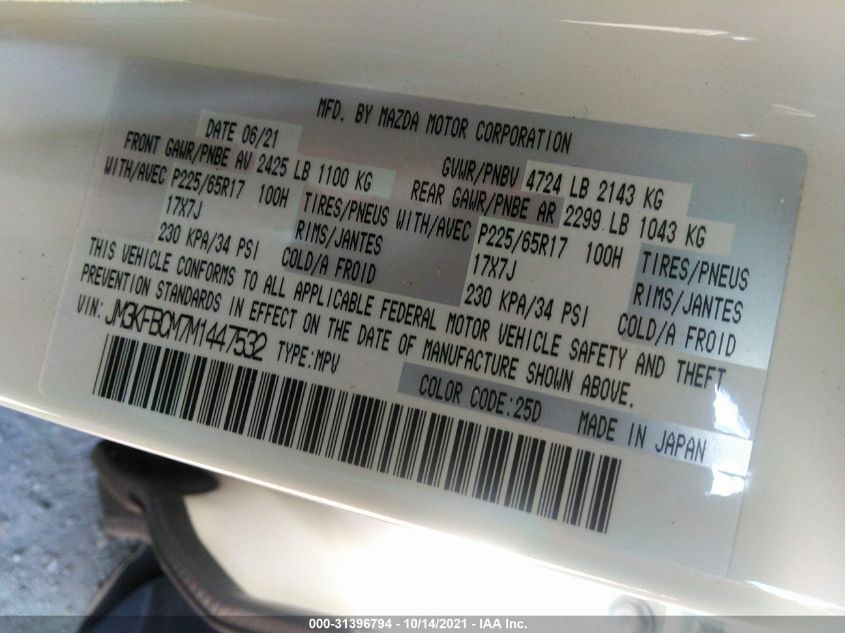 MFD. BY MAZDA MOTOR CORPORATION
DATE 06/21
GVWR/PNBV 4724 LB 2143 KG
FRONT GAWR/PNBE AV 2425 LB 1100 KG
REAR GAWR/PNBE AR 2299 LB 1043 KG
WITH/AVEC P225/65R17 100H TIRES/PNEUS
17X7J RIMS/JANTES
230 KPA/34 PSI COLD/A FROID
WITH/AVEC P225/65R17 100H TIRES/PNEUS
17X7J RIMS/JANTES
230 KPA/34 PSI COLD/A FROID
THIS VEHICLE CONFORMS TO ALL APPLICABLE FEDERAL MOTOR VEHICLE SAFETY AND THEFT
PREVENTION STANDARDS IN EFFECT ON THE DATE OF MANUFACTURE SHOWN ABOVE.
VIN: JM3KFBCM7M1447532 TYPE:MPV
COLOR CODE:25D MADE IN JAPAN
000-31396794 - 10/14/2021 - IAA Inc.